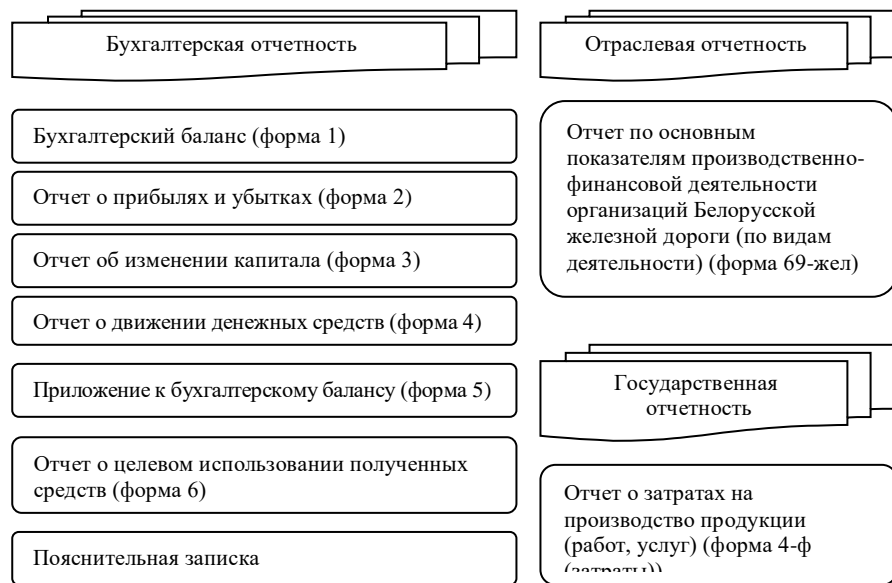 Бухгалтерская отчетность
Бухгалтерский баланс (форма 1)
Отчет о прибылях и убытках (форма 2)
Отчет об изменении капитала (форма 3)
Отчет о движении денежных средств (форма 4)
Приложение к бухгалтерскому балансу (форма 5)
Отчет о целевом использовании полученных
средств (форма 6)
Пояснительная записка
Отраслевая отчетность
Отчет по основным
показателям производственно-
финансовой деятельности
организаций Белорусской
железной дороги (по видам
деятельности) (форма 69-жел)
Государственная
отчетность
Отчет о затратах на
производство продукции
(работ, услуг) (форма 4-ф
(затраты))